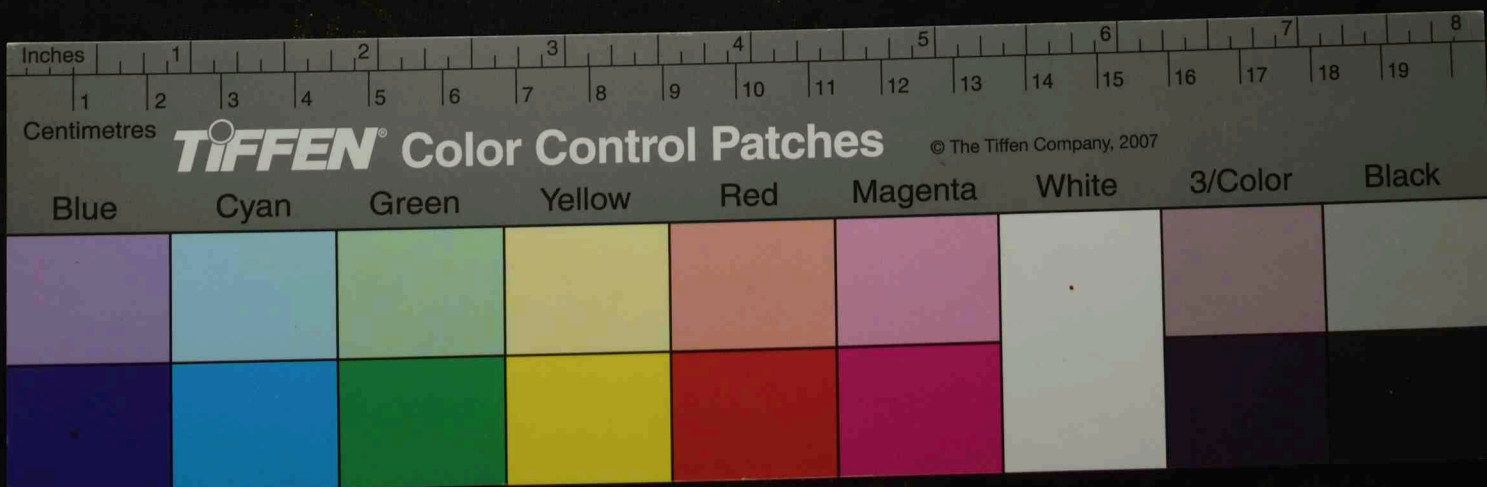 Inches 1 2 3 4 5 6 7 8
1 2 3 4 5 6 7 8 9 10 11 12 13 14 15 16 17 18 19
Centimetres
TIFFEN® Color Control Patches © The Tiffen Company, 2007
Blue Cyan Green Yellow Red Magenta White 3/Color Black